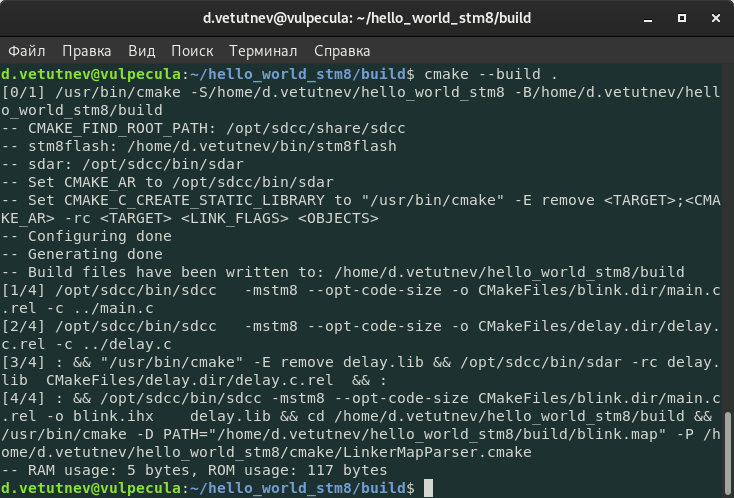 d.vetutnev@vulpecula: ~/hello_world_stm8/build
Файл Правка Вид Поиск Терминал Справка
d.vetutnev@vulpecula:~/hello_world_stm8/build$ cmake --build .
[0/1] /usr/bin/cmake -S/home/d.vetutnev/hello_world_stm8 -B/home/d.vetutnev/hell
o_world_stm8/build
-- CMAKE_FIND_ROOT_PATH: /opt/sdcc/share/sdcc
-- stm8flash: /home/d.vetutnev/bin/stm8flash
-- sdar: /opt/sdcc/bin/sdar
-- Set CMAKE_AR to /opt/sdcc/bin/sdar
-- Set CMAKE_C_CREATE_STATIC_LIBRARY to "/usr/bin/cmake" -E remove <TARGET>;<CMA
KE_AR> -rc <TARGET> <LINK_FLAGS> <OBJECTS>
-- Configuring done
-- Generating done
-- Build files have been written to: /home/d.vetutnev/hello_world_stm8/build
[1/4] /opt/sdcc/bin/sdcc   -mstm8 --opt-code-size -o CMakeFiles/blink.dir/main.c
.rel -c ../main.c
[2/4] /opt/sdcc/bin/sdcc   -mstm8 --opt-code-size -o CMakeFiles/delay.dir/delay.
c.rel -c ../delay.c
[3/4] : && "/usr/bin/cmake" -E remove delay.lib && /opt/sdcc/bin/sdar -rc delay.
lib  CMakeFiles/delay.dir/delay.c.rel  && :
[4/4] : && /opt/sdcc/bin/sdcc -mstm8 --opt-code-size CMakeFiles/blink.dir/main.c
.rel -o blink.ihx    delay.lib && cd /home/d.vetutnev/hello_world_stm8/build &&
/usr/bin/cmake -D PATH="/home/d.vetutnev/hello_world_stm8/build/blink.map" -P /h
ome/d.vetutnev/hello_world_stm8/cmake/LinkerMapParser.cmake
-- RAM usage: 5 bytes, ROM usage: 117 bytes
d.vetutnev@vulpecula:~/hello_world_stm8/build$